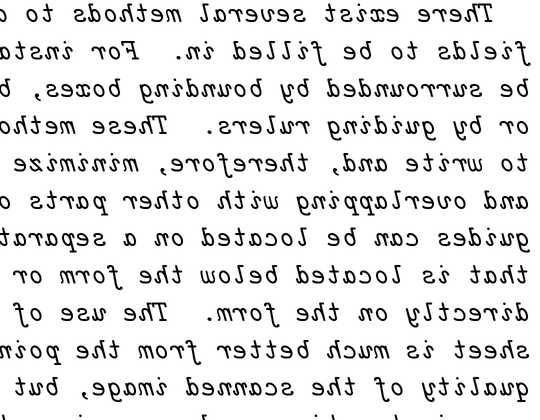 There exist several methods to
fields to be filled in. For insta
be surrounded by bounding boxes, b
or by guiding rulers. These metho
to write and, therefore, minimize
and overlapping with other parts o
guides can be located on a separat
that is located below the form or
directly on the form. The use of
sheet is much better from the poin
quality of the scanned image, but